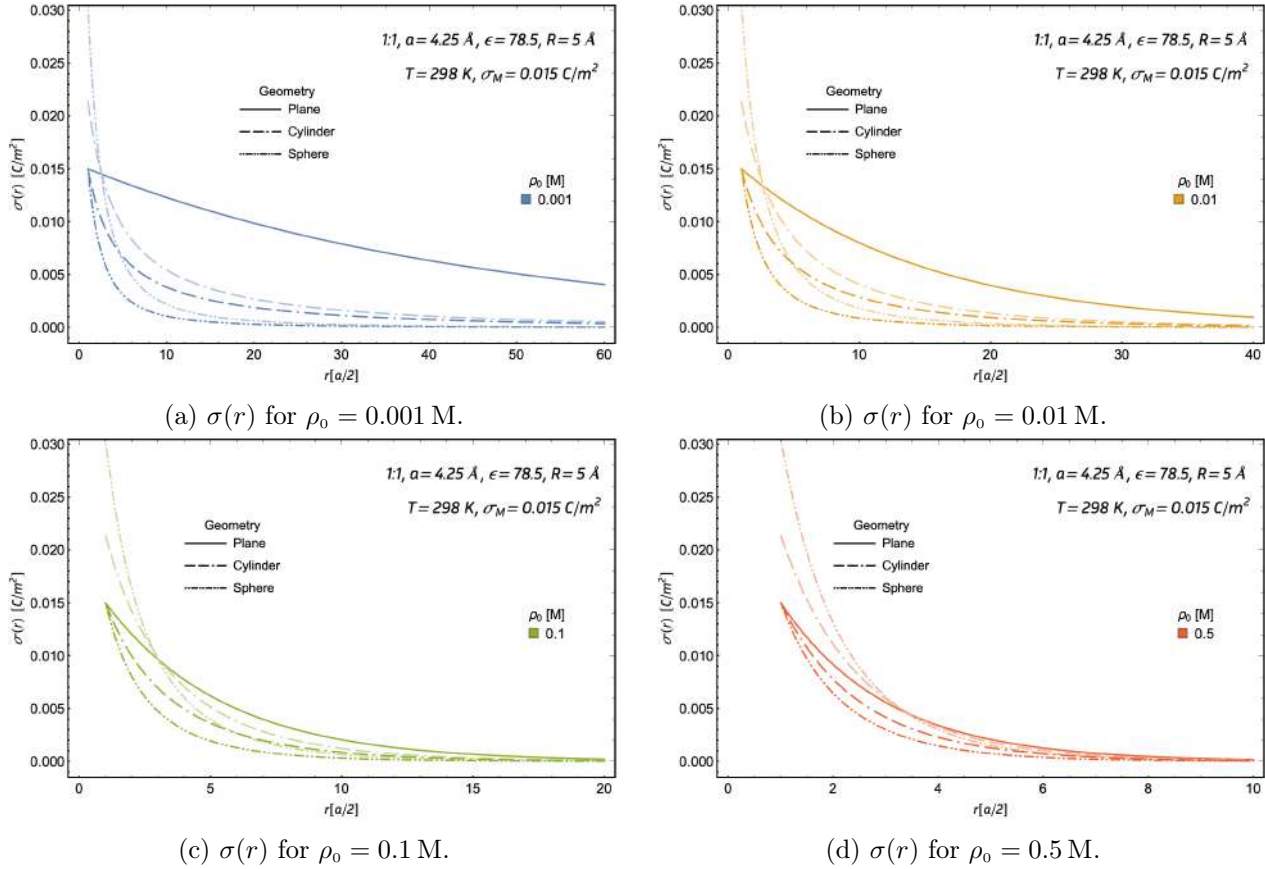 0.030
0.025
0.020
0.015
0.010
0.005
0.000
σ(r) [C/m²]
1:1, a = 4.25 Å, ϵ = 78.5, R = 5 Å
T = 298 K, σ_M = 0.015 C/m²
Geometry
Plane
Cylinder
Sphere
ρ₀ [M]
0.001
0 10 20 30 40 50 60
r[a/2]
(a) σ(r) for ρ₀ = 0.001 M.
0.030
0.025
0.020
0.015
0.010
0.005
0.000
σ(r) [C/m²]
1:1, a = 4.25 Å, ϵ = 78.5, R = 5 Å
T = 298 K, σ_M = 0.015 C/m²
Geometry
Plane
Cylinder
Sphere
ρ₀ [M]
0.01
0 10 20 30 40
r[a/2]
(b) σ(r) for ρ₀ = 0.01 M.
0.030
0.025
0.020
0.015
0.010
0.005
0.000
σ(r) [C/m²]
1:1, a = 4.25 Å, ϵ = 78.5, R = 5 Å
T = 298 K, σ_M = 0.015 C/m²
Geometry
Plane
Cylinder
Sphere
ρ₀ [M]
0.1
0 5 10 15 20
r[a/2]
(c) σ(r) for ρ₀ = 0.1 M.
0.030
0.025
0.020
0.015
0.010
0.005
0.000
σ(r) [C/m²]
1:1, a = 4.25 Å, ϵ = 78.5, R = 5 Å
T = 298 K, σ_M = 0.015 C/m²
Geometry
Plane
Cylinder
Sphere
ρ₀ [M]
0.5
0 2 4 6 8 10
r[a/2]
(d) σ(r) for ρ₀ = 0.5 M.